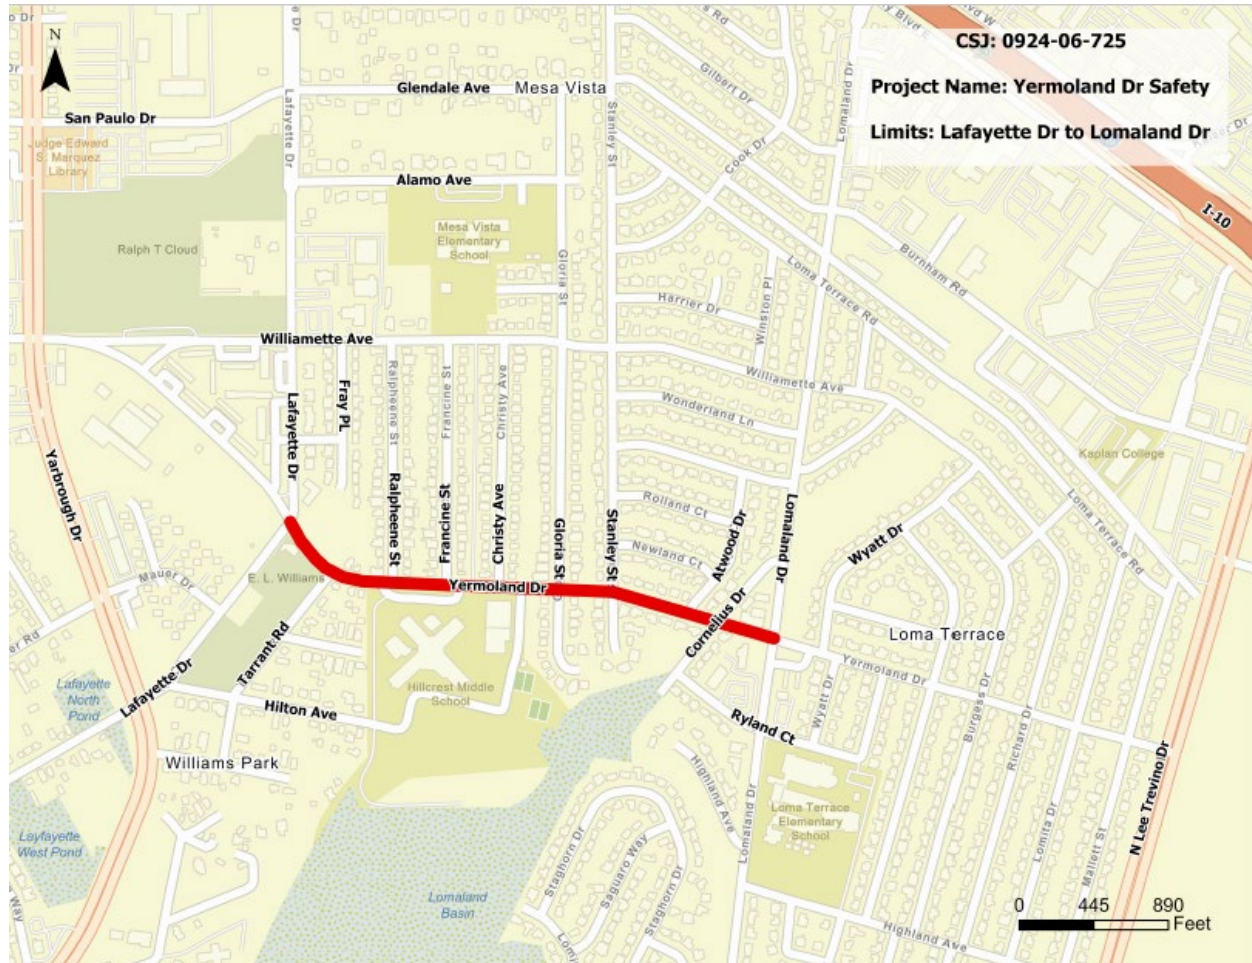 N
CSJ: 0924-06-725
Project Name: Yermoland Dr Safety
Limits: Lafayette Dr to Lomaland Dr
Glendale Ave
Mesa Vista
San Paulo Dr
Judge Edward
S. Marquez
Library
Lafayette Dr
Alamo Ave
Mesa Vista
Elementary
School
Stanley St
Gilbert Dr
Cook Dr
Lomaland Dr
I-10
Ralph T Cloud
Gloria St
Harrier Dr
Winston Pl
Loma Terrace Rd
Burnham Rd
Williamette Ave
Williamette Ave
Fray PL
Lafayette Dr
Ralpheene St
Francine St
Christy Ave
Wonderland Ln
Kaplan College
Yarbrough Dr
Ralpheene St
Francine St
Christy Ave
Gloria St
Stanley St
Rolland Ct
Newland Ct
Atwood Dr
Lomaland Dr
Wyatt Dr
Loma Terrace Rd
Mauer Dr
E. L. Williams
Yermoland Dr
Cornelius Dr
Loma Terrace
Tarrant Rd
Yermoland Dr
Lafayette Dr
Hillcrest Middle
School
Lafayette
North
Pond
Hilton Ave
Ryland Ct
Wyatt Dr
Burgess Dr
Richard Dr
Williams Park
Highland Ave
Lomaland Dr
Loma Terrace
Elementary
School
Lomita Dr
Mallett St
N Lee Trevino Dr
Layfayette
West Pond
Staghorn Dr
Saguaro Way
Staghorn Dr
Lomaland
Basin
Way
Highland Ave
0 445 890
Feet